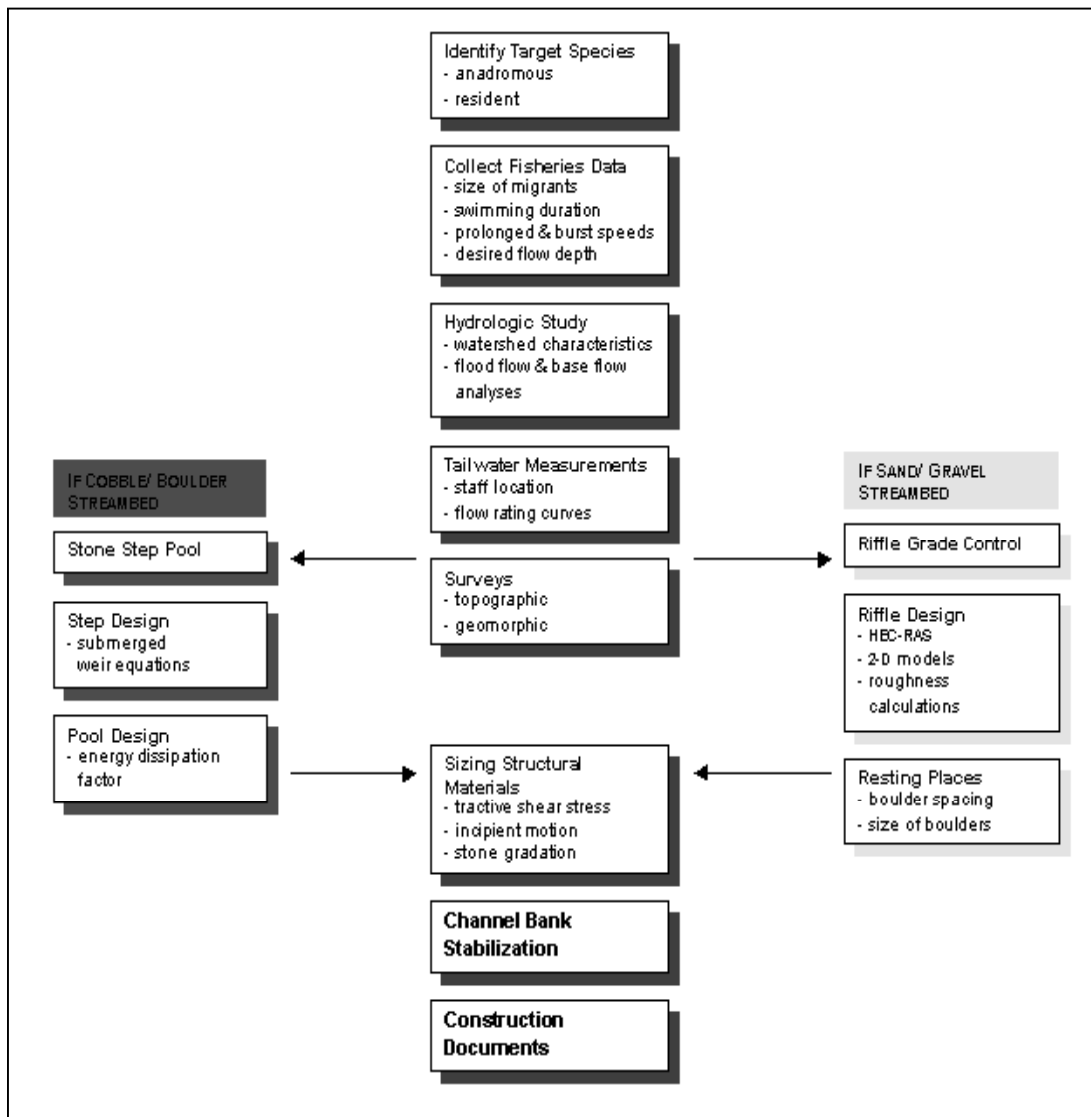 Identify Target Species
- anadromous
- resident
Collect Fisheries Data
- size of migrants
- swimming duration
- prolonged & burst speeds
- desired flow depth
Hydrologic Study
- watershed characteristics
- flood flow & base flow
analyses
Tailwater Measurements
- staff location
- flow rating curves
Surveys
- topographic
- geomorphic
IF COBBLE/ BOULDER
STREAMBED
Stone Step Pool
Step Design
- submerged
weir equations
Pool Design
- energy dissipation
factor
IF SAND/ GRAVEL
STREAMBED
Riffle Grade Control
Riffle Design
- HEC-RAS
- 2-D models
- roughness
calculations
Resting Places
- boulder spacing
- size of boulders
Sizing Structural
Materials
- tractive shear stress
- incipient motion
- stone gradation
Channel Bank
Stabilization
Construction
Documents